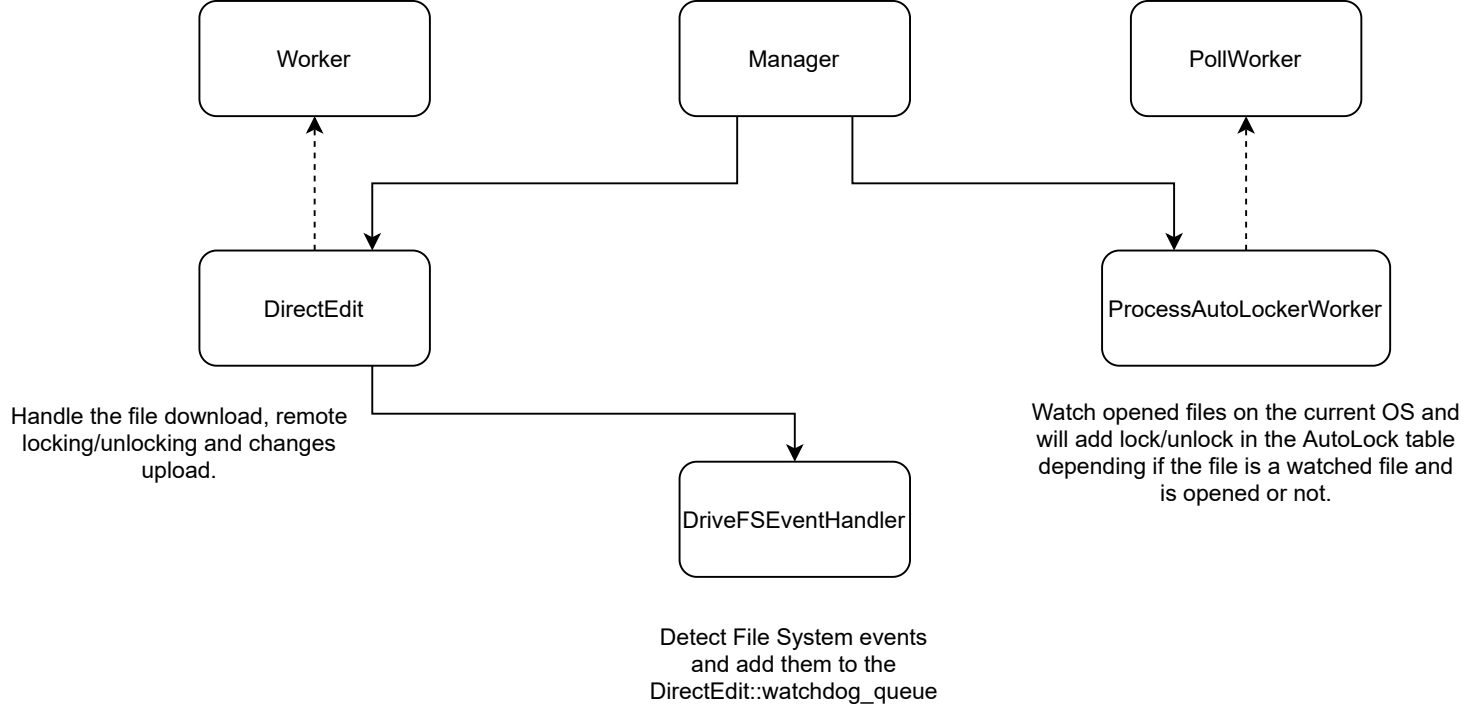 Worker
Manager
PollWorker
DirectEdit
ProcessAutoLockerWorker
Handle the file download, remote
locking/unlocking and changes
upload.
Watch opened files on the current OS and
will add lock/unlock in the AutoLock table
depending if the file is a watched file and
is opened or not.
DriveFSEventHandler
Detect File System events
and add them to the
DirectEdit::watchdog_queue